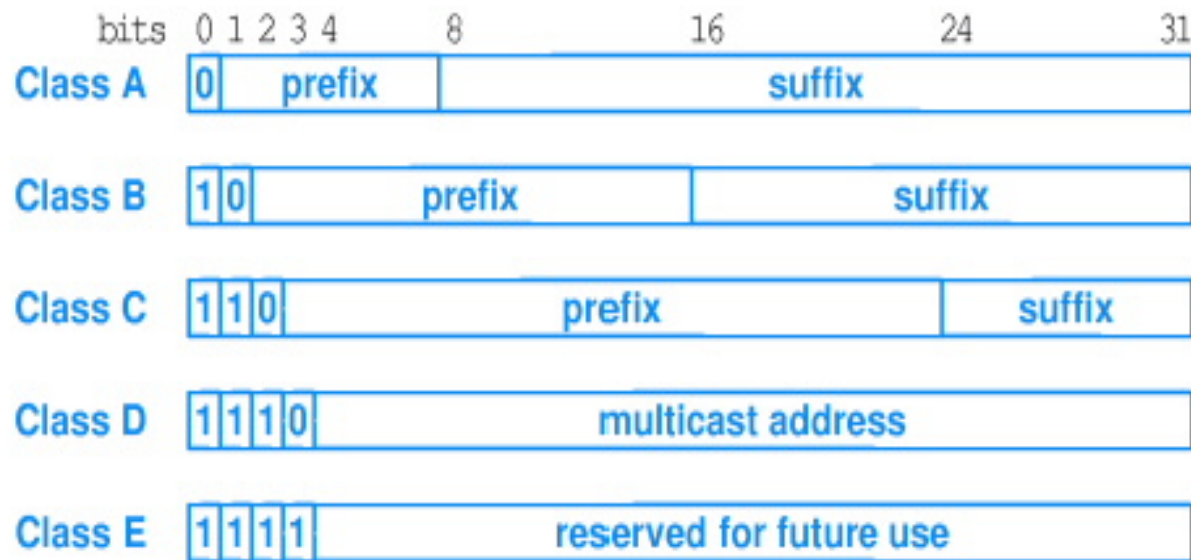 bits 0 1 2 3 4 8 16 24 31
Class A 0 prefix suffix
Class B 1 0 prefix suffix
Class C 1 1 0 prefix suffix
Class D 1 1 1 0 multicast address
Class E 1 1 1 1 reserved for future use